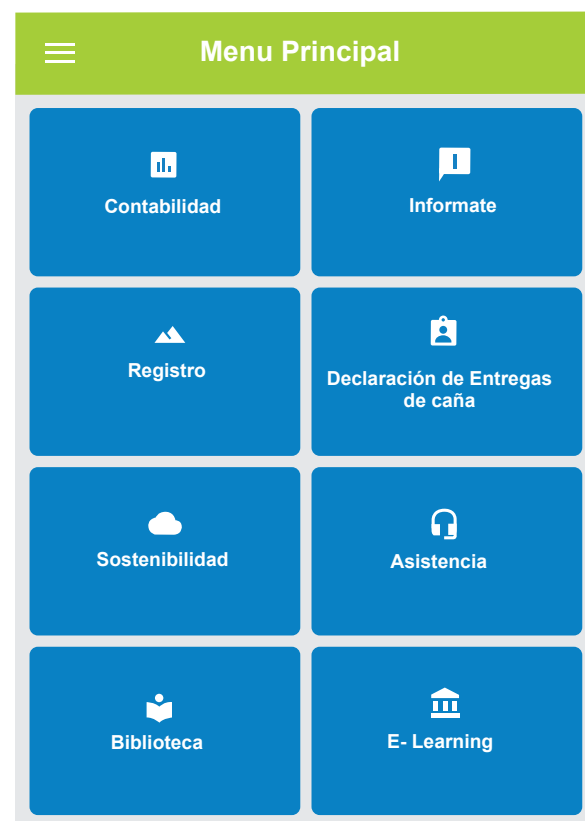 Menu Principal
Contabilidad
Informate
Registro
Declaración de Entregas
de caña
Sostenibilidad
Asistencia
Biblioteca
E- Learning